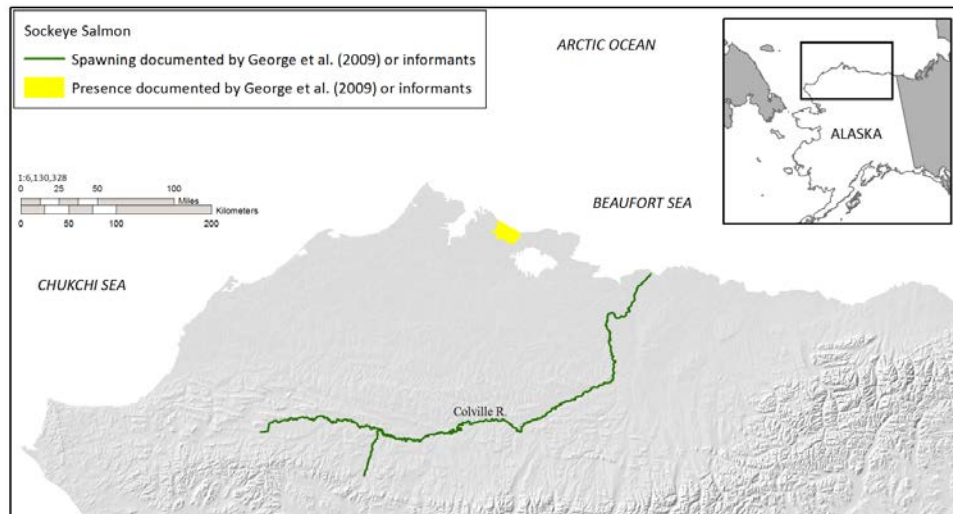 Sockeye Salmon
Spawning documented by George et al. (2009) or informants
Presence documented by George et al. (2009) or informants
ARCTIC OCEAN
ALASKA
1:6,130,328
0 25 50 100
Miles
Kilometers
0 50 100 200
BEAUFORT SEA
CHUKCHI SEA
Colville R.